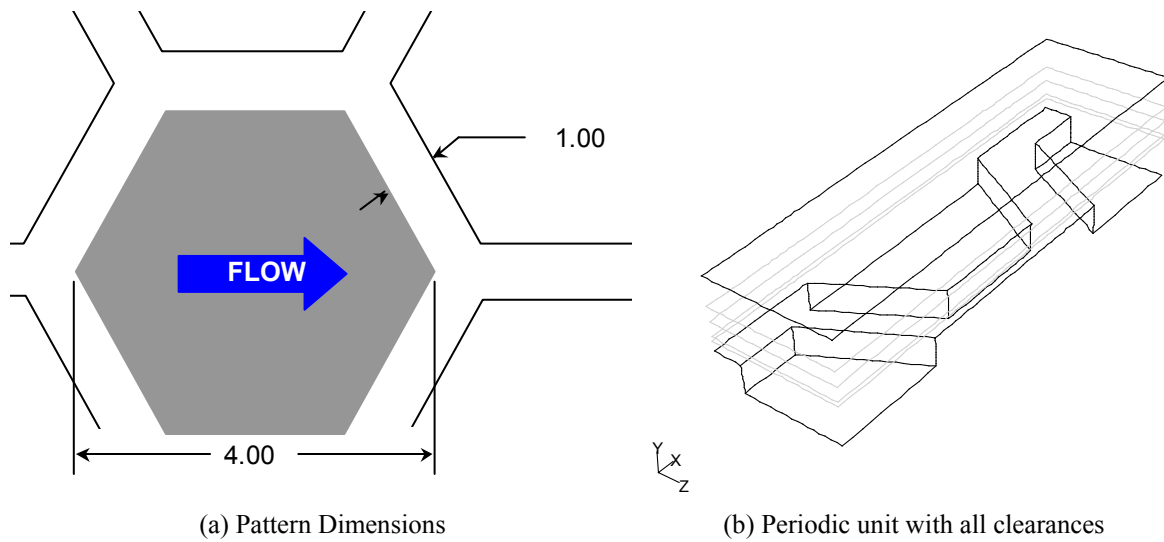 1.00
FLOW
4.00
Y
X
Z
(a) Pattern Dimensions
(b) Periodic unit with all clearances